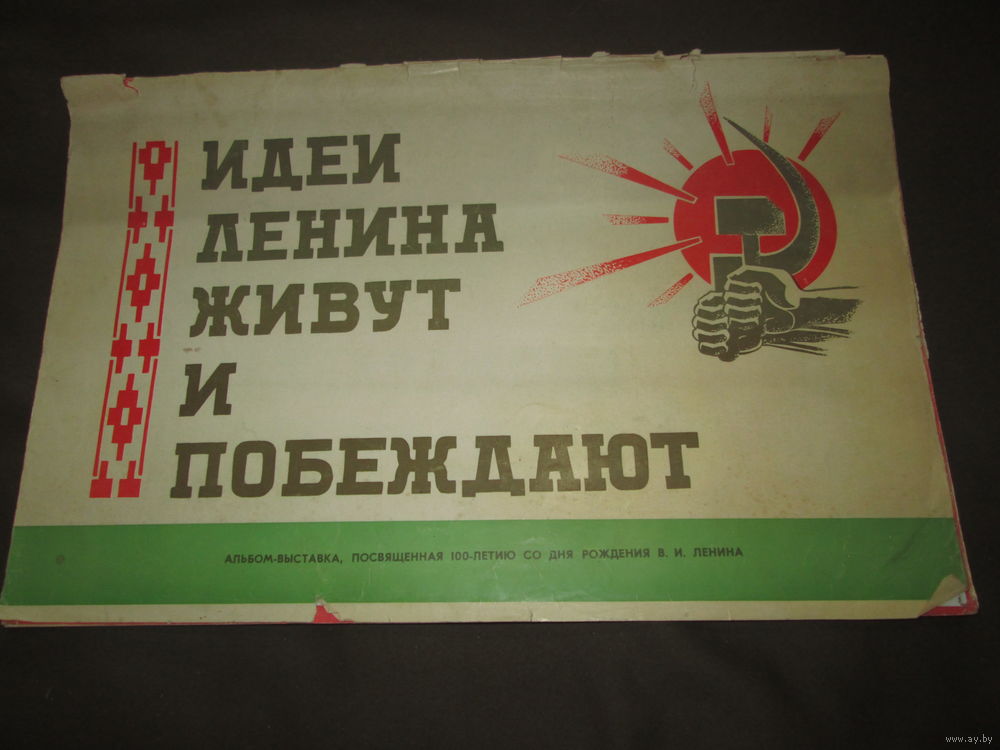 ИДЕИ
ЛЕНИНА
ЖИВУТ
И
ПОБЕЖДАЮТ
АЛЬБОМ-ВЫСТАВКА, ПОСВЯЩЕННАЯ 100-ЛЕТИЮ СО ДНЯ РОЖДЕНИЯ В. И. ЛЕНИНА
www.ay.by